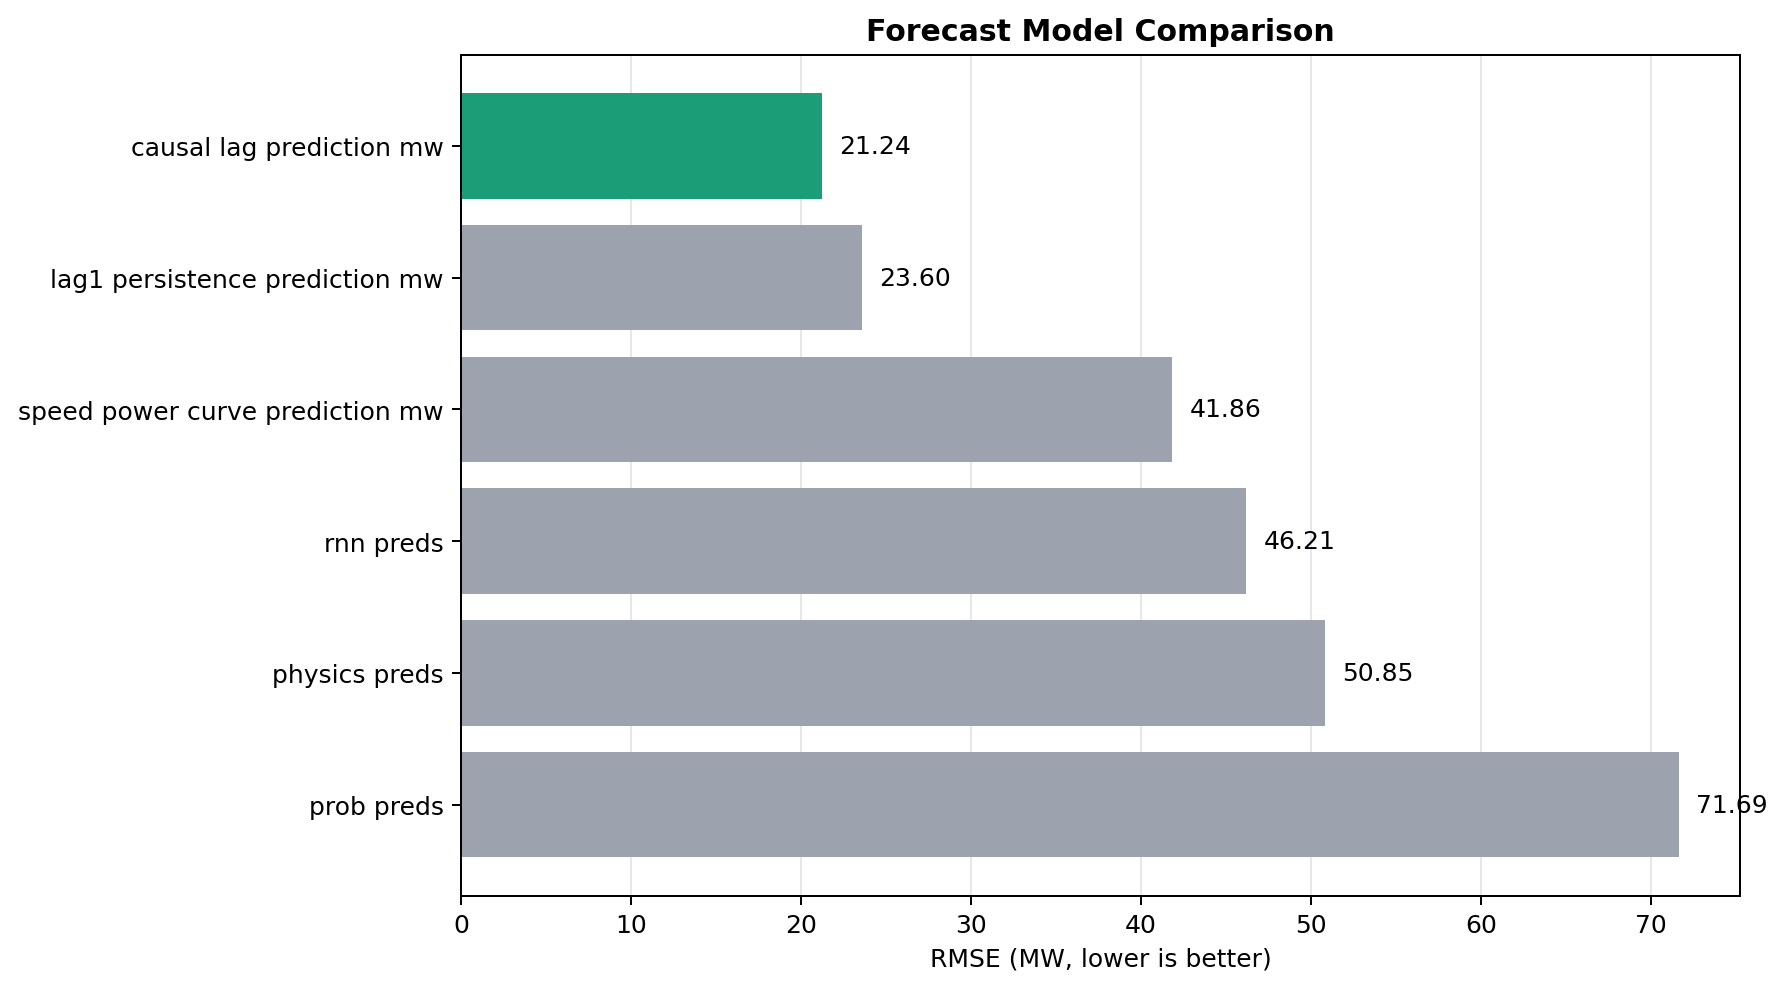 Forecast Model Comparison
causal lag prediction mw
21.24
lag1 persistence prediction mw
23.60
speed power curve prediction mw
41.86
rnn preds
46.21
physics preds
50.85
prob preds
71.69
0 10 20 30 40 50 60 70
RMSE (MW, lower is better)